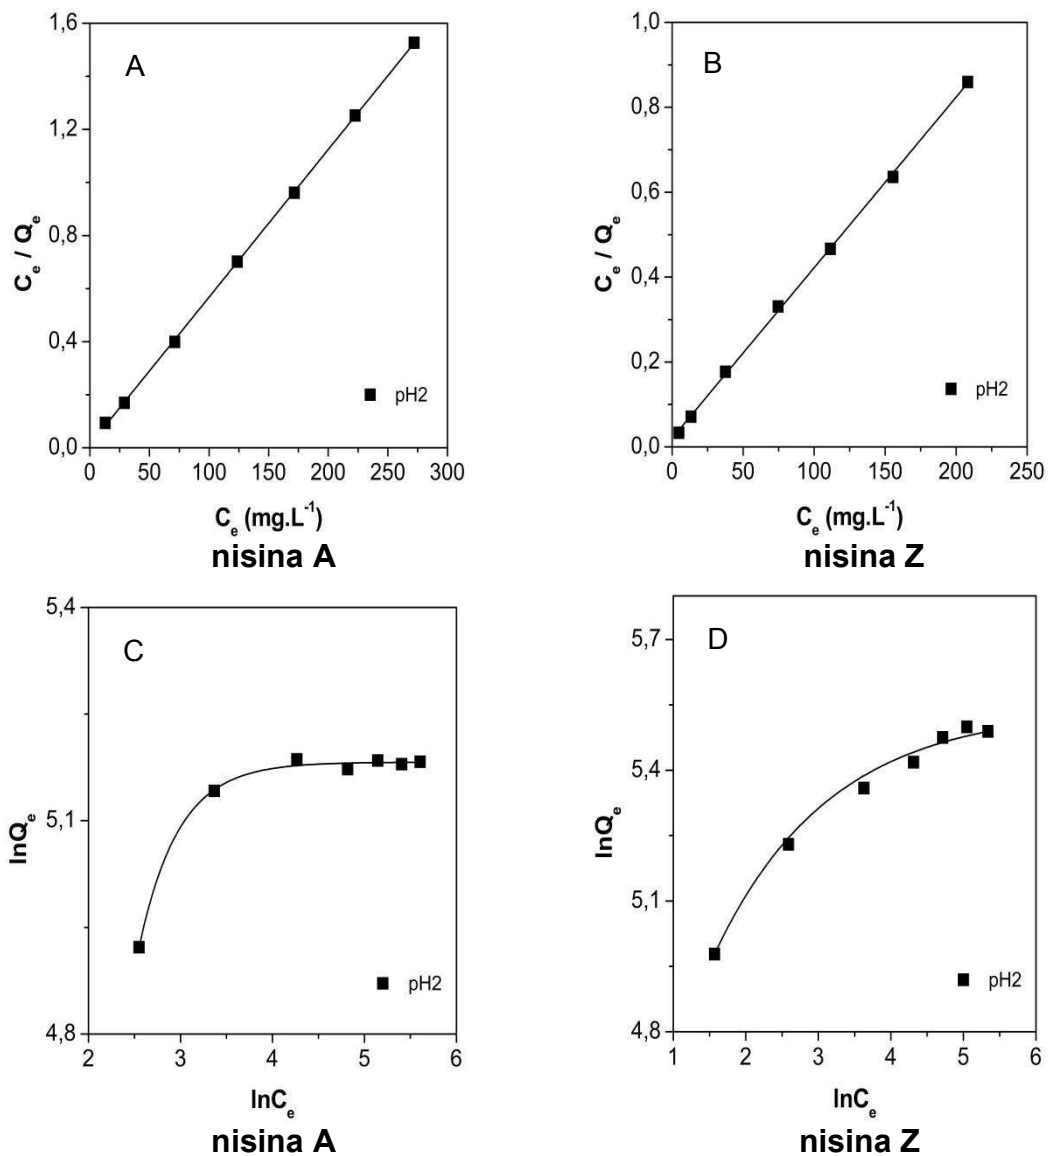 A
1,6
1,2
0,8
0,4
0,0
Cₑ / Qₑ
pH2
0 50 100 150 200 250 300
Cₑ (mg.L⁻¹)
nisina A
B
1,0
0,8
0,6
0,4
0,2
0,0
Cₑ / Qₑ
pH2
0 50 100 150 200 250
Cₑ (mg.L⁻¹)
nisina Z
C
5,4
5,1
4,8
lnQₑ
pH2
2 3 4 5 6
lnCₑ
nisina A
D
5,7
5,4
5,1
4,8
lnQₑ
pH2
1 2 3 4 5 6
lnCₑ
nisina Z